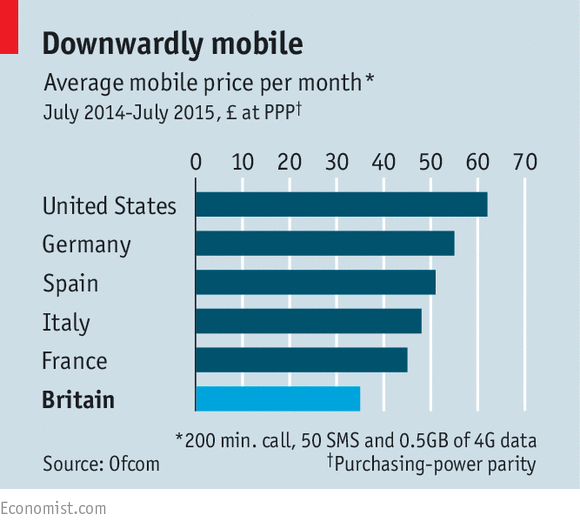 Downwardly mobile
Average mobile price per month*
July 2014-July 2015, £ at PPP†
0 10 20 30 40 50 60 70
United States
Germany
Spain
Italy
France
Britain
*200 min. call, 50 SMS and 0.5GB of 4G data
Source: Ofcom †Purchasing-power parity
Economist.com